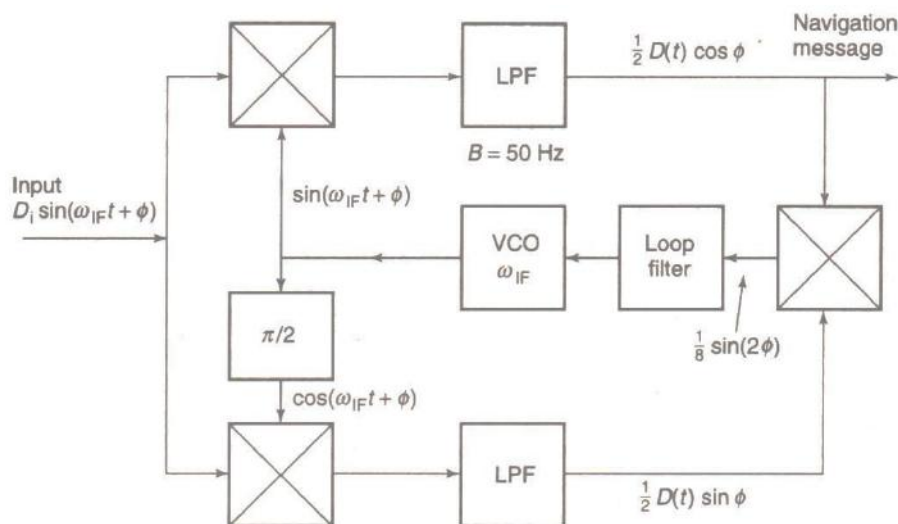 Navigation
message
½ D(t) cos ϕ
LPF
B = 50 Hz
Input
D_i sin(ω_IF t + ϕ)
sin(ω_IF t + ϕ)
VCO
ω_IF
Loop
filter
π/2
⅛ sin(2ϕ)
cos(ω_IF t + ϕ)
LPF
½ D(t) sin ϕ